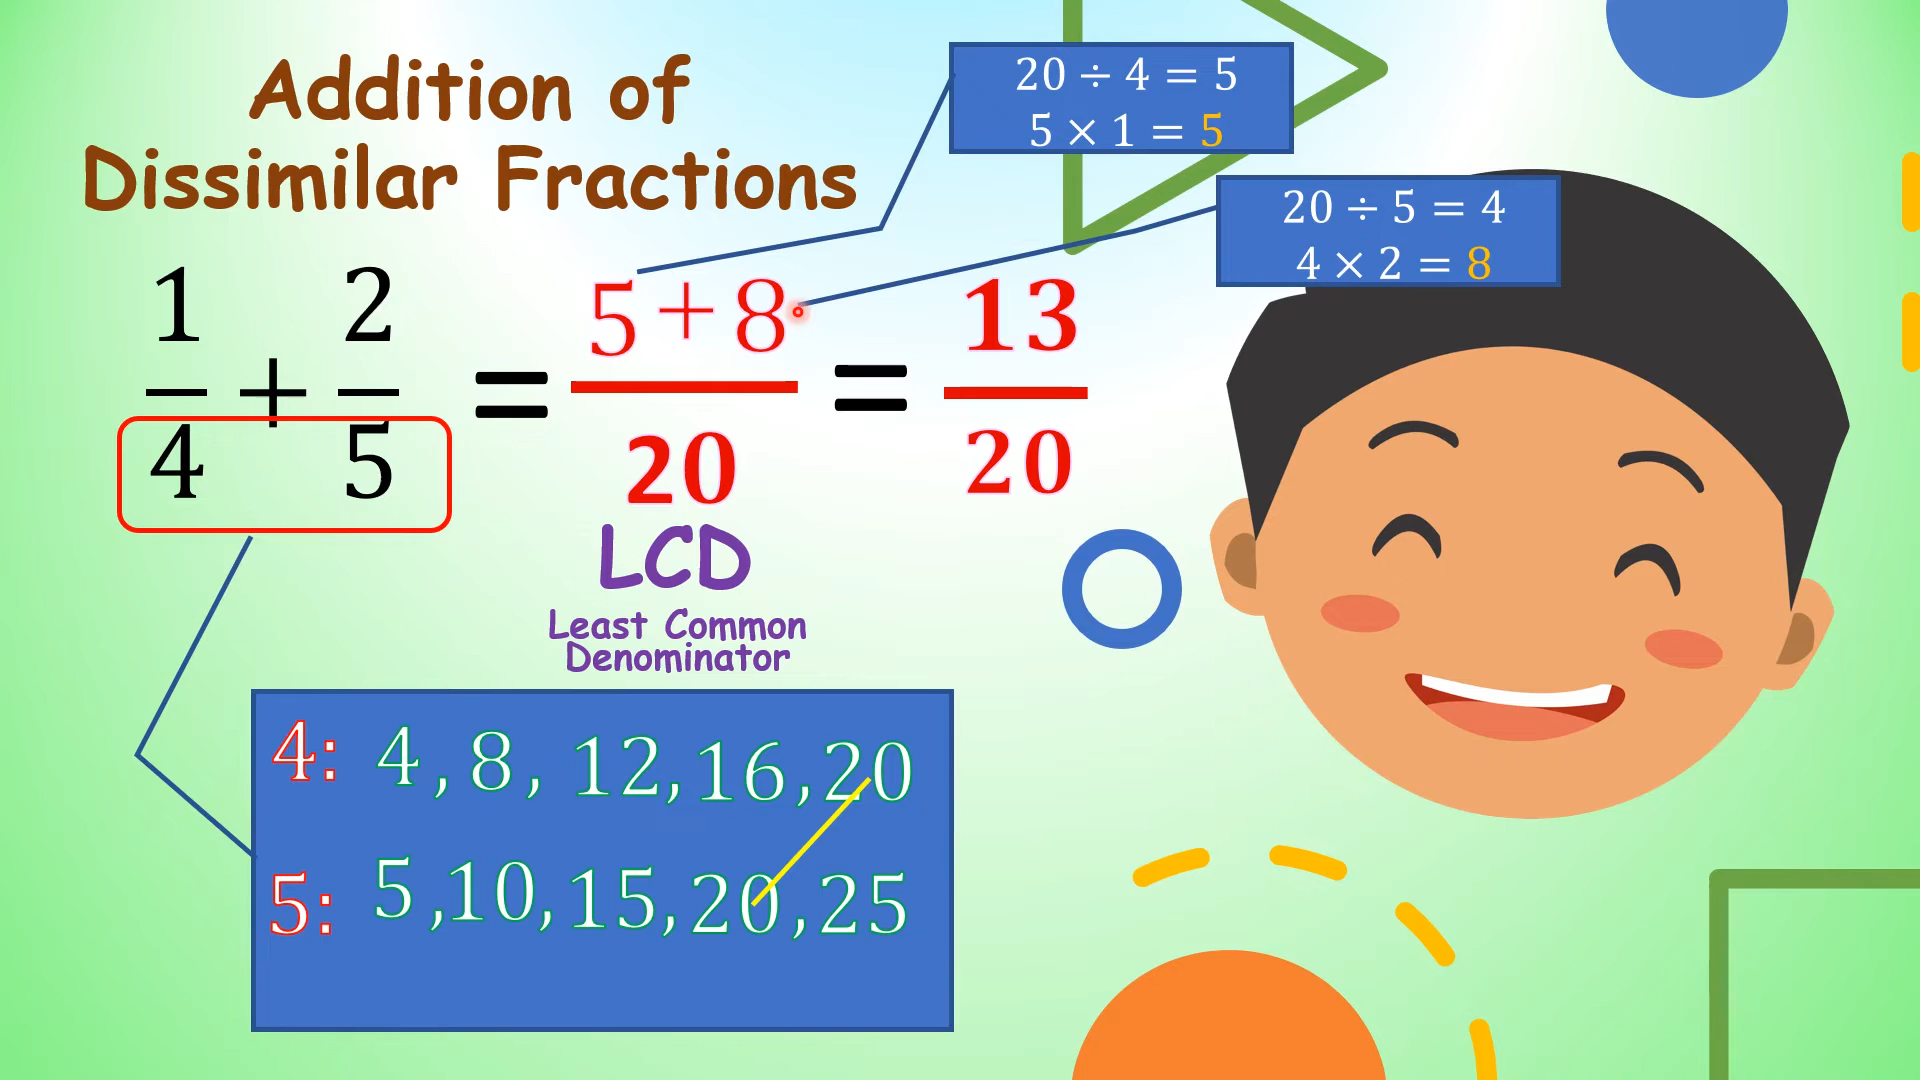 Addition of
Dissimilar Fractions
20 ÷ 4 = 5
5 × 1 = 5
20 ÷ 5 = 4
4 × 2 = 8
1/4 + 2/5 = 5 + 8/20 = 13/20
LCD
Least Common
Denominator
4: 4, 8, 12, 16, 20
5: 5, 10, 15, 20, 25